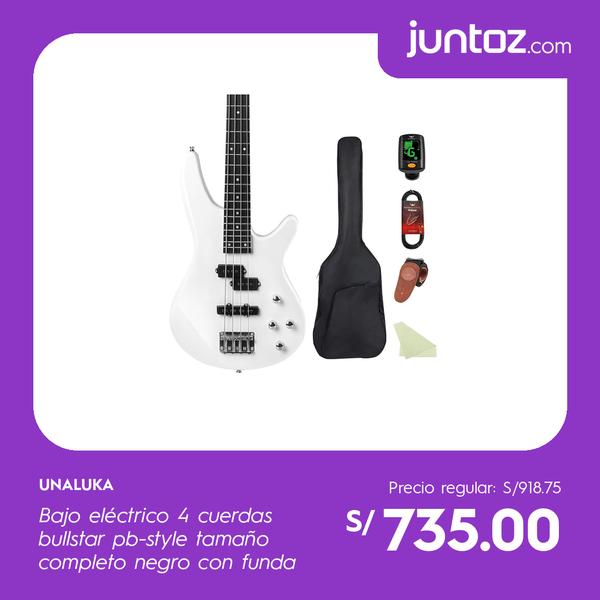 juntoz.com
G
UNALUKA
Bajo eléctrico 4 cuerdas
bullstar pb-style tamaño
completo negro con funda
Precio regular: S/918.75
S/735.00